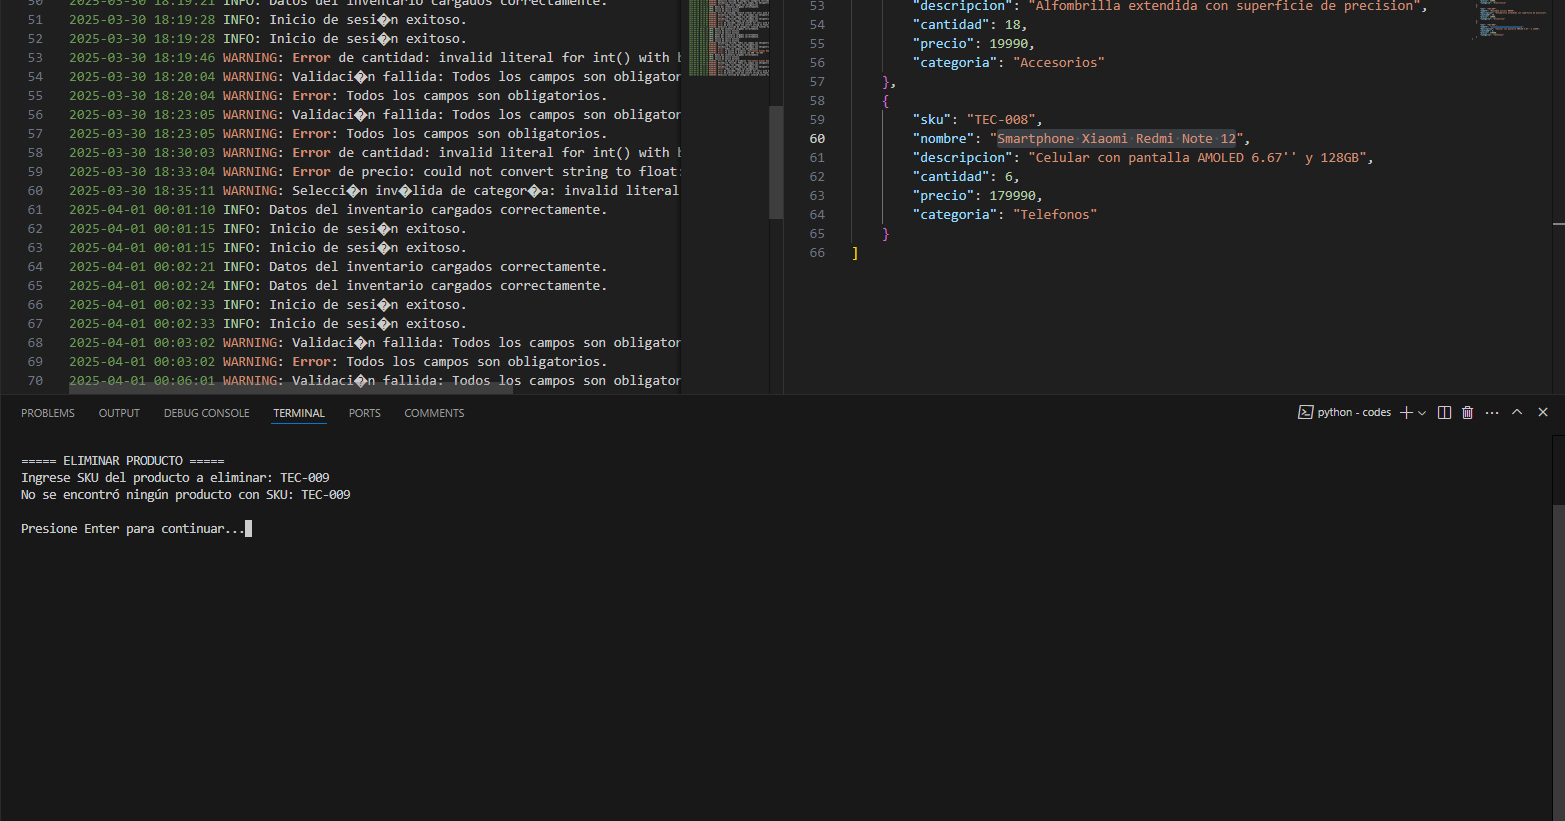 50 2025-03-30 18:19:21 INFO: Datos del inventario cargados correctamente.
51 2025-03-30 18:19:28 INFO: Inicio de sesi�n exitoso.
52 2025-03-30 18:19:28 INFO: Inicio de sesi�n exitoso.
53 2025-03-30 18:19:46 WARNING: Error de cantidad: invalid literal for int() with
54 2025-03-30 18:20:04 WARNING: Validaci�n fallida: Todos los campos son obligator
55 2025-03-30 18:20:04 WARNING: Error: Todos los campos son obligatorios.
56 2025-03-30 18:23:05 WARNING: Validaci�n fallida: Todos los campos son obligator
57 2025-03-30 18:23:05 WARNING: Error: Todos los campos son obligatorios.
58 2025-03-30 18:30:03 WARNING: Error de cantidad: invalid literal for int() with
59 2025-03-30 18:33:04 WARNING: Error de precio: could not convert string to float:
60 2025-03-30 18:35:11 WARNING: Selecci�n inv�lida de categor�a: invalid literal
61 2025-04-01 00:01:10 INFO: Datos del inventario cargados correctamente.
62 2025-04-01 00:01:15 INFO: Inicio de sesi�n exitoso.
63 2025-04-01 00:01:15 INFO: Inicio de sesi�n exitoso.
64 2025-04-01 00:02:21 INFO: Datos del inventario cargados correctamente.
65 2025-04-01 00:02:24 INFO: Datos del inventario cargados correctamente.
66 2025-04-01 00:02:33 INFO: Inicio de sesi�n exitoso.
67 2025-04-01 00:02:33 INFO: Inicio de sesi�n exitoso.
68 2025-04-01 00:03:02 WARNING: Validaci�n fallida: Todos los campos son obligator
69 2025-04-01 00:03:02 WARNING: Error: Todos los campos son obligatorios.
70 2025-04-01 00:06:01 WARNING: Validaci�n fallida: Todos los campos son obligator
53 "descripcion": "Alfombrilla extendida con superficie de precision",
54 "cantidad": 18,
55 "precio": 19990,
56 "categoria": "Accesorios"
57 },
58 {
59 "sku": "TEC-008",
60 "nombre": "Smartphone Xiaomi Redmi Note 12",
61 "descripcion": "Celular con pantalla AMOLED 6.67'' y 128GB",
62 "cantidad": 6,
63 "precio": 179990,
64 "categoria": "Telefonos"
65 }
66 ]
PROBLEMS OUTPUT DEBUG CONSOLE TERMINAL PORTS COMMENTS python - codes
===== ELIMINAR PRODUCTO =====
Ingrese SKU del producto a eliminar: TEC-009
No se encontró ningún producto con SKU: TEC-009
Presione Enter para continuar...